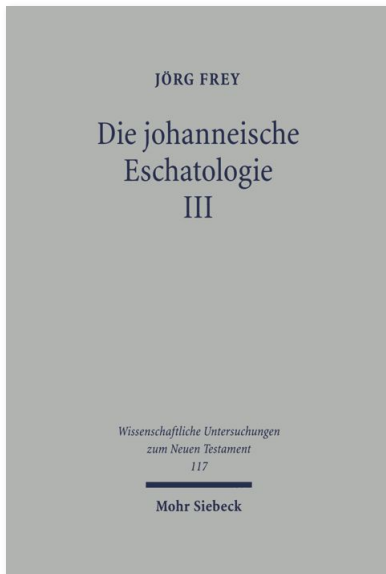 JÖRG FREY
Die johanneische
Eschatologie
III
Wissenschaftliche Untersuchungen
zum Neuen Testament
117
Mohr Siebeck